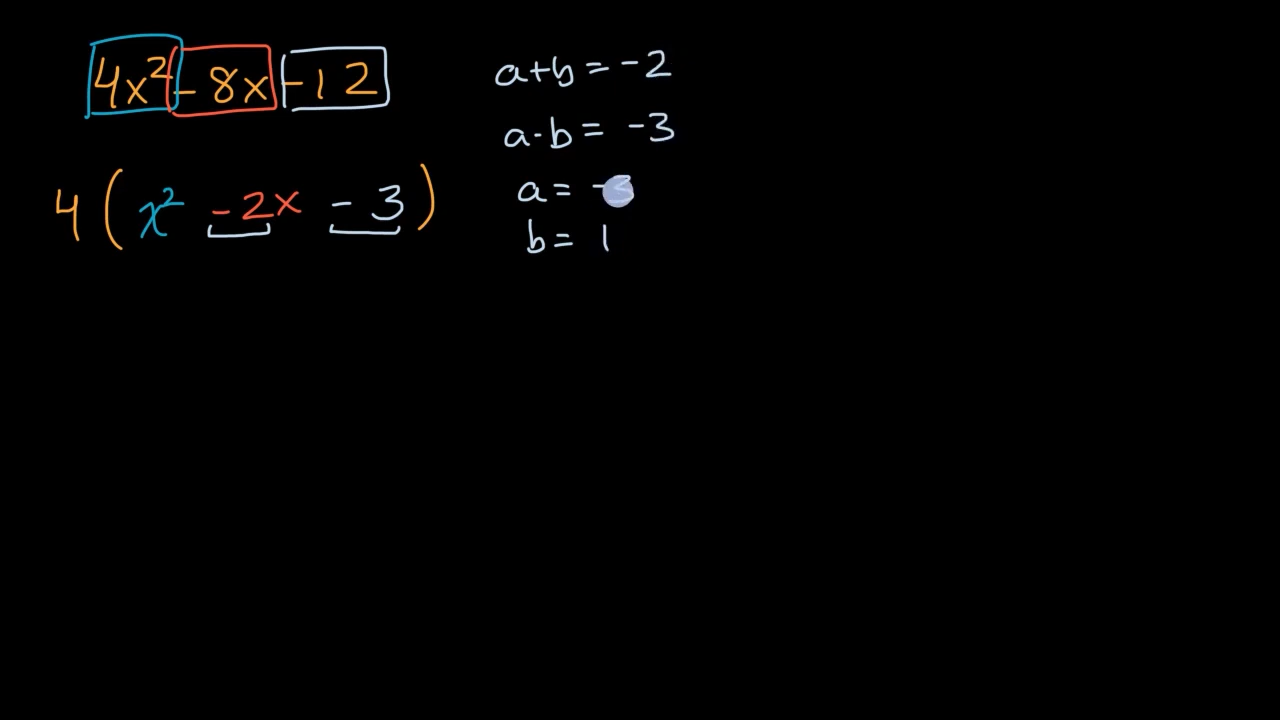 4x² - 8x - 12
4 ( x² - 2x - 3 )
a + b = -2
a · b = -3
a = -3
b = 1